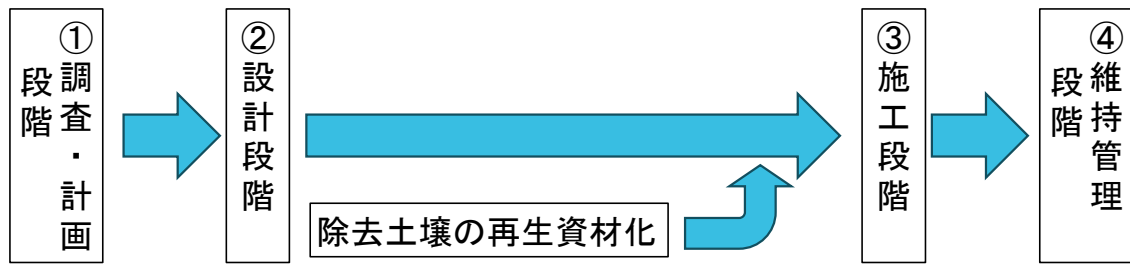 ①調査・計画
段階
②設計段階
除去土壌の再生資材化
③施工段階
④維持管理
段階